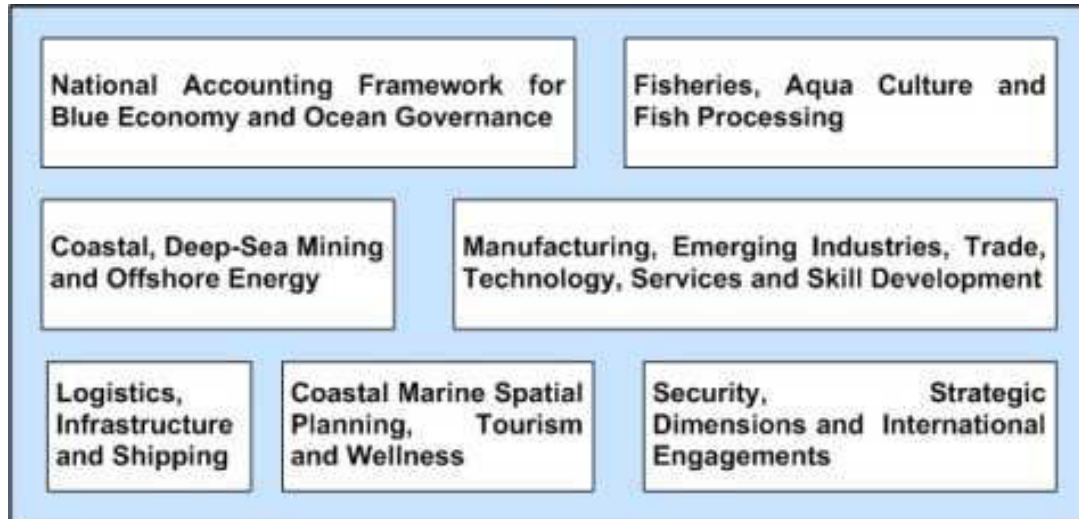 National Accounting Framework for
Blue Economy and Ocean Governance
Fisheries, Aqua Culture and
Fish Processing
Coastal, Deep-Sea Mining
and Offshore Energy
Manufacturing, Emerging Industries, Trade,
Technology, Services and Skill Development
Logistics,
Infrastructure
and Shipping
Coastal Marine Spatial
Planning, Tourism
and Wellness
Security, Strategic
Dimensions and International
Engagements